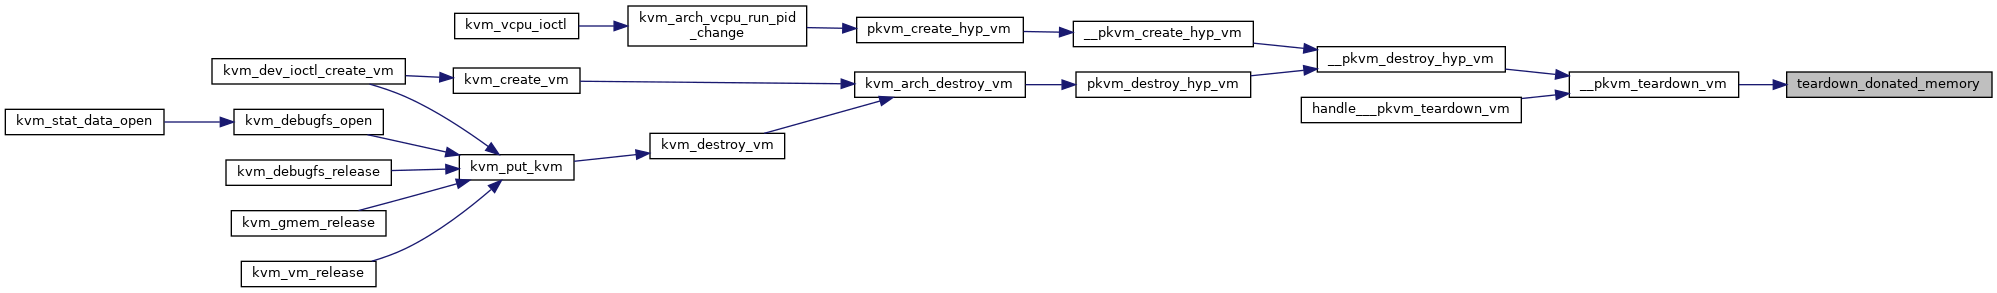 kvm_vcpu_ioctl
kvm_arch_vcpu_run_pid
_change
pkvm_create_hyp_vm
__pkvm_create_hyp_vm
__pkvm_destroy_hyp_vm
kvm_dev_ioctl_create_vm
kvm_create_vm
kvm_arch_destroy_vm
pkvm_destroy_hyp_vm
__pkvm_teardown_vm
teardown_donated_memory
handle___pkvm_teardown_vm
kvm_stat_data_open
kvm_debugfs_open
kvm_destroy_vm
kvm_debugfs_release
kvm_put_kvm
kvm_gmem_release
kvm_vm_release